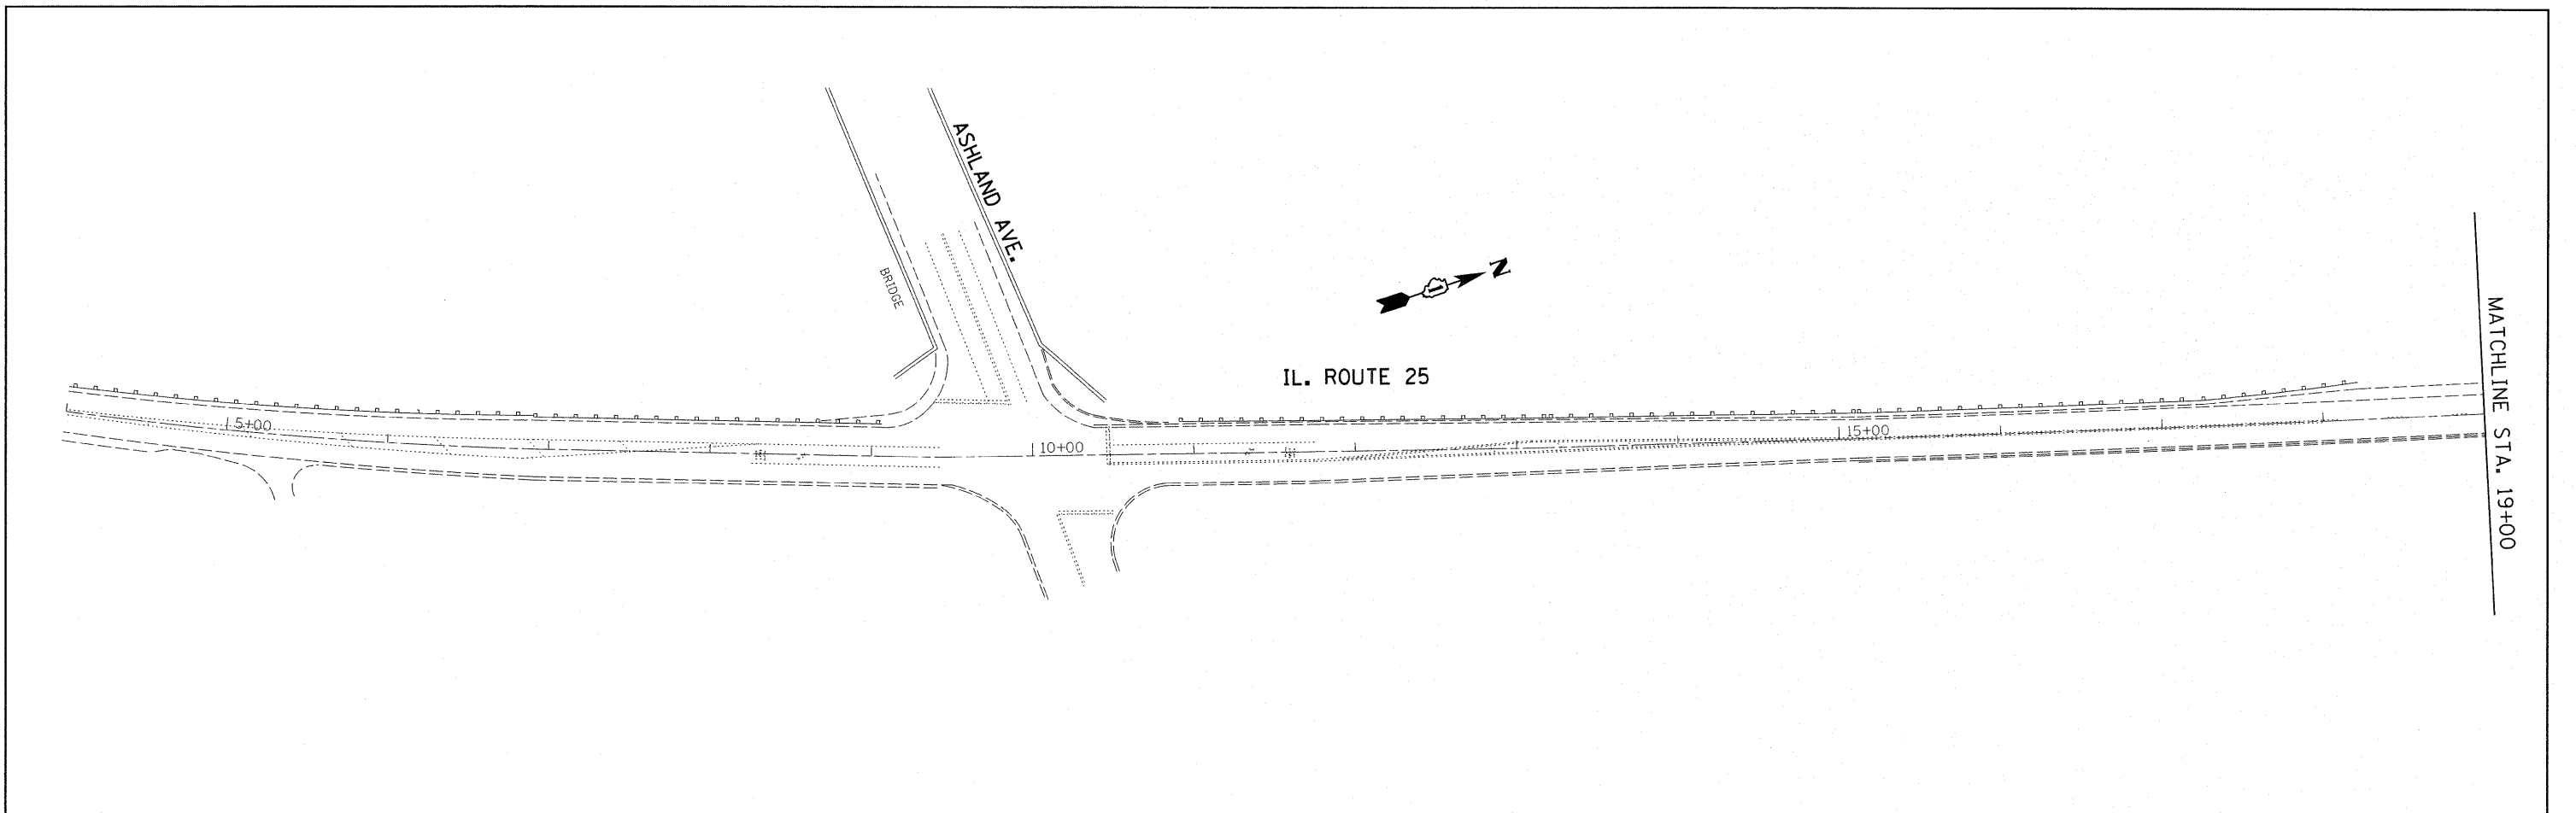 ASHLAND AVE.
BRIDGE
N
IL. ROUTE 25
5+00
10+00
15+00
MATCHLINE STA. 19+00